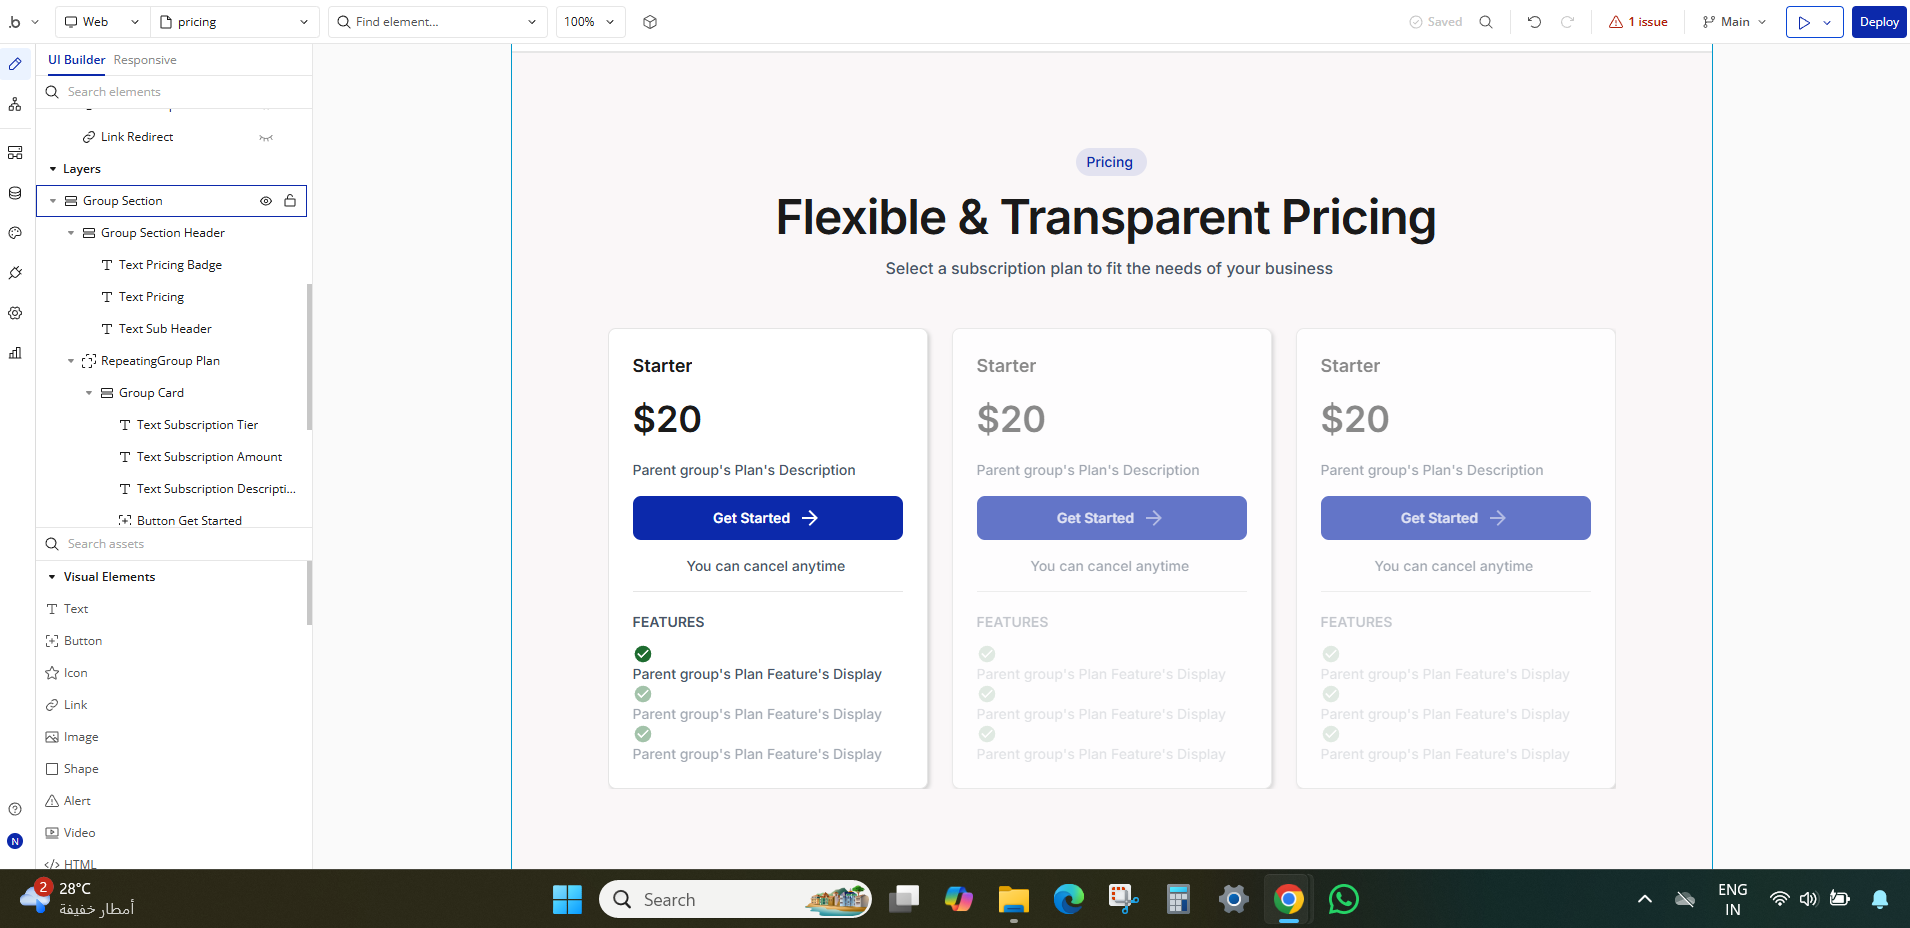 .b
Web
pricing
Find element...
100%
Saved
1 issue
Main
Deploy
UI Builder
Responsive
Search elements
Link Redirect
Layers
Group Section
Group Section Header
Text Pricing Badge
Text Pricing
Text Sub Header
RepeatingGroup Plan
Group Card
Text Subscription Tier
Text Subscription Amount
Text Subscription Descripti...
Button Get Started
Search assets
Visual Elements
Text
Button
Icon
Link
Image
Shape
Alert
Video
HTML
N
Pricing
Flexible & Transparent Pricing
Select a subscription plan to fit the needs of your business
Starter
$20
Parent group's Plan's Description
Get Started
You can cancel anytime
FEATURES
Parent group's Plan Feature's Display
Parent group's Plan Feature's Display
Parent group's Plan Feature's Display
Starter
$20
Parent group's Plan's Description
Get Started
You can cancel anytime
FEATURES
Parent group's Plan Feature's Display
Parent group's Plan Feature's Display
Parent group's Plan Feature's Display
Starter
$20
Parent group's Plan's Description
Get Started
You can cancel anytime
FEATURES
Parent group's Plan Feature's Display
Parent group's Plan Feature's Display
Parent group's Plan Feature's Display
2
28°C
أمطار خفيفة
Search
ENG
IN